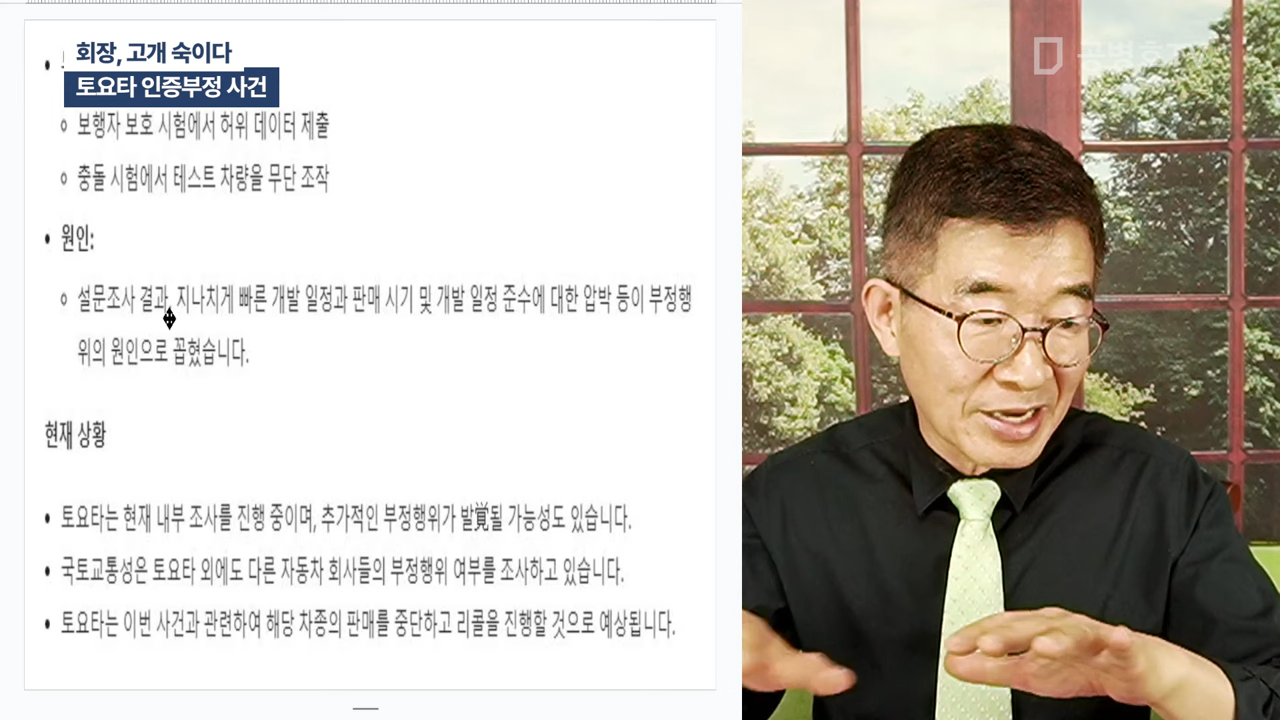 회장, 고개 숙이다
토요타 인증부정 사건
보행자 보호 시험에서 허위 데이터 제출
충돌 시험에서 테스트 차량을 무단 조작
원인:
설문조사 결과, 지나치게 빠른 개발 일정과 판매 시기 및 개발 일정 준수에 대한 압박 등이 부정행
위의 원인으로 꼽혔습니다.
현재 상황
토요타는 현재 내부 조사를 진행 중이며, 추가적인 부정행위가 발覚될 가능성도 있습니다.
국토교통성은 토요타 외에도 다른 자동차 회사들의 부정행위 여부를 조사하고 있습니다.
토요타는 이번 사건과 관련하여 해당 차종의 판매를 중단하고 리콜을 진행할 것으로 예상됩니다.
공병호TV